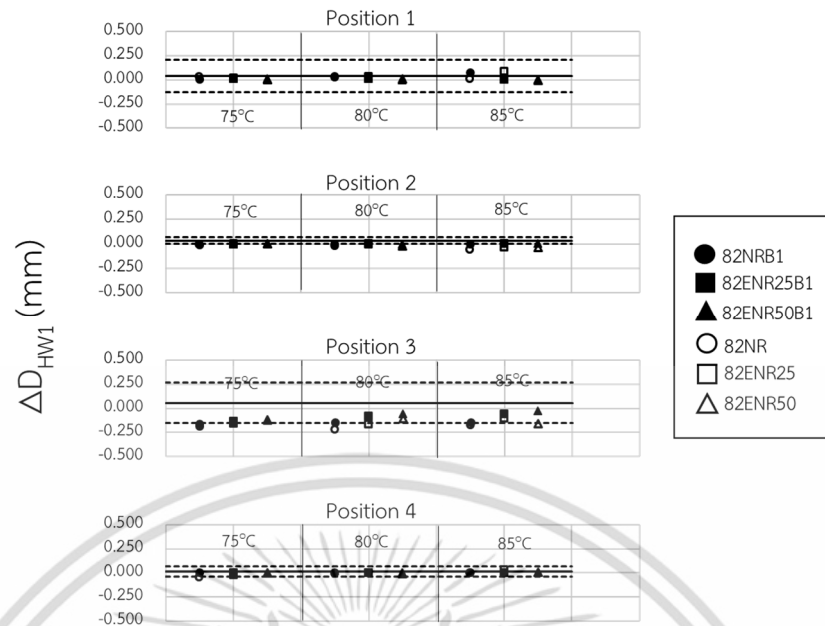 Position 1
0.500
0.250
0.000
-0.250
-0.500
75°C 80°C 85°C
Position 2
0.500
0.250
0.000
-0.250
-0.500
75°C 80°C 85°C
Position 3
0.500
0.250
0.000
-0.250
-0.500
75°C 80°C 85°C
Position 4
0.500
0.250
0.000
-0.250
-0.500
75°C 80°C 85°C
ΔD_HW1 (mm)
82NRB1
82ENR25B1
82ENR50B1
82NR
82ENR25
82ENR50